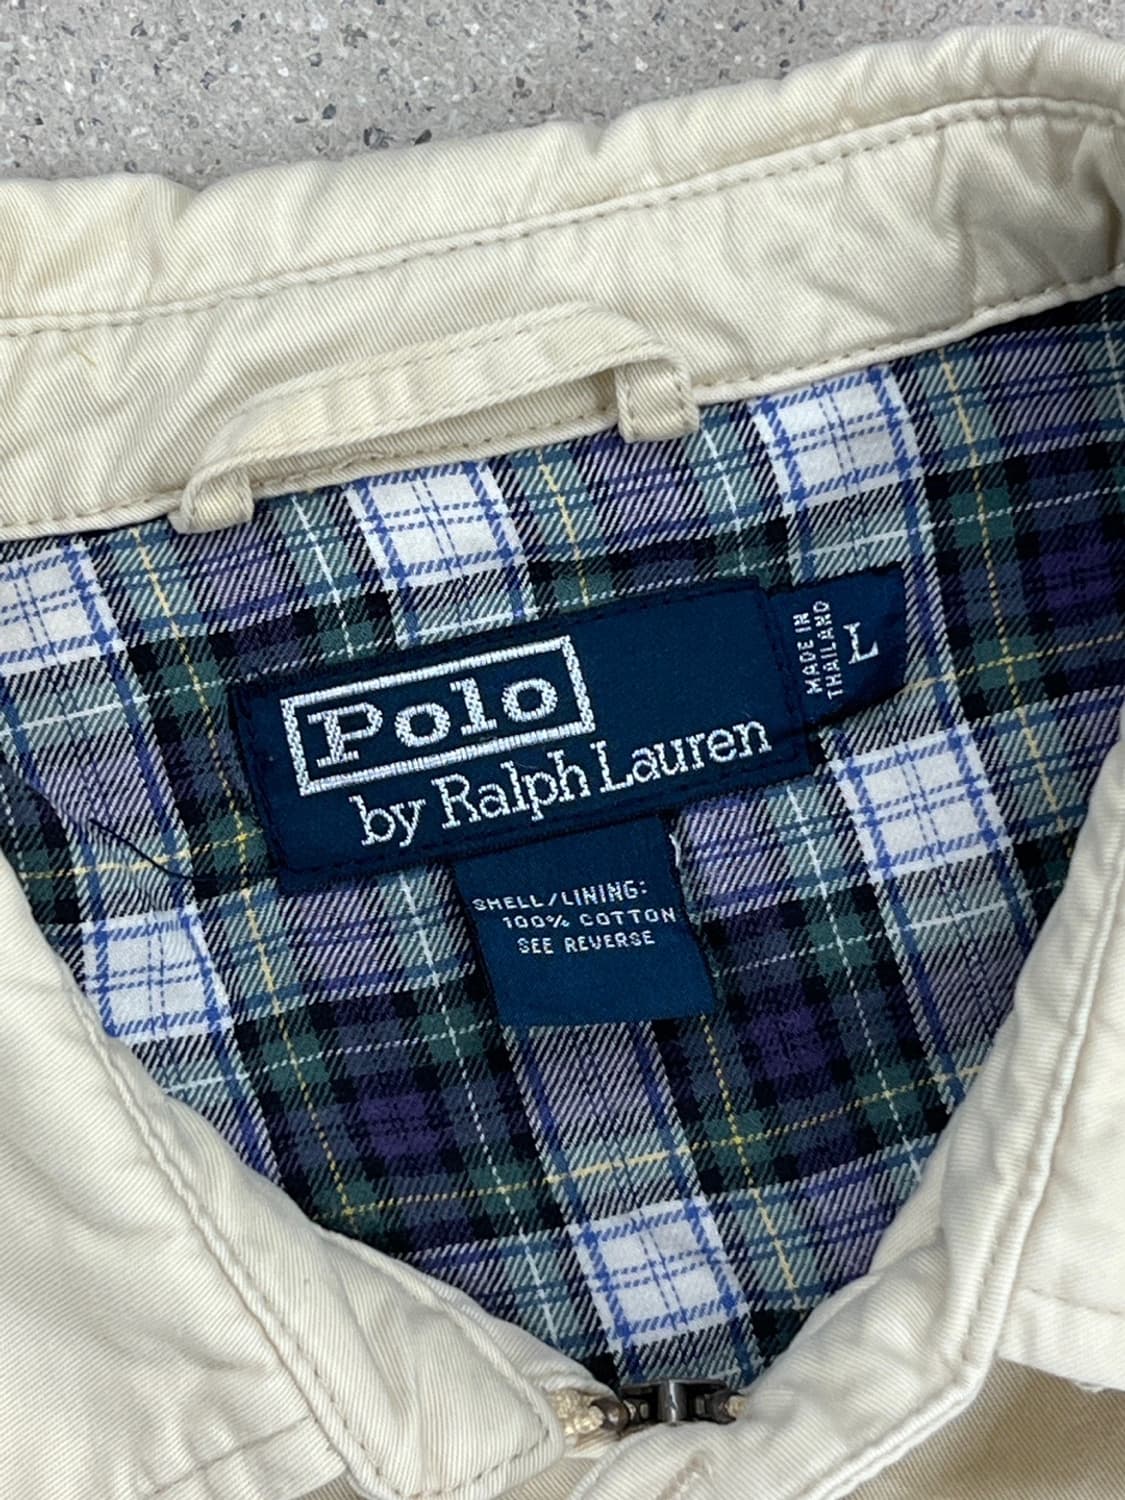 Polo
by Ralph Lauren
MADE IN
THAILAND
L
SHELL/LINING:
100% COTTON
SEE REVERSE